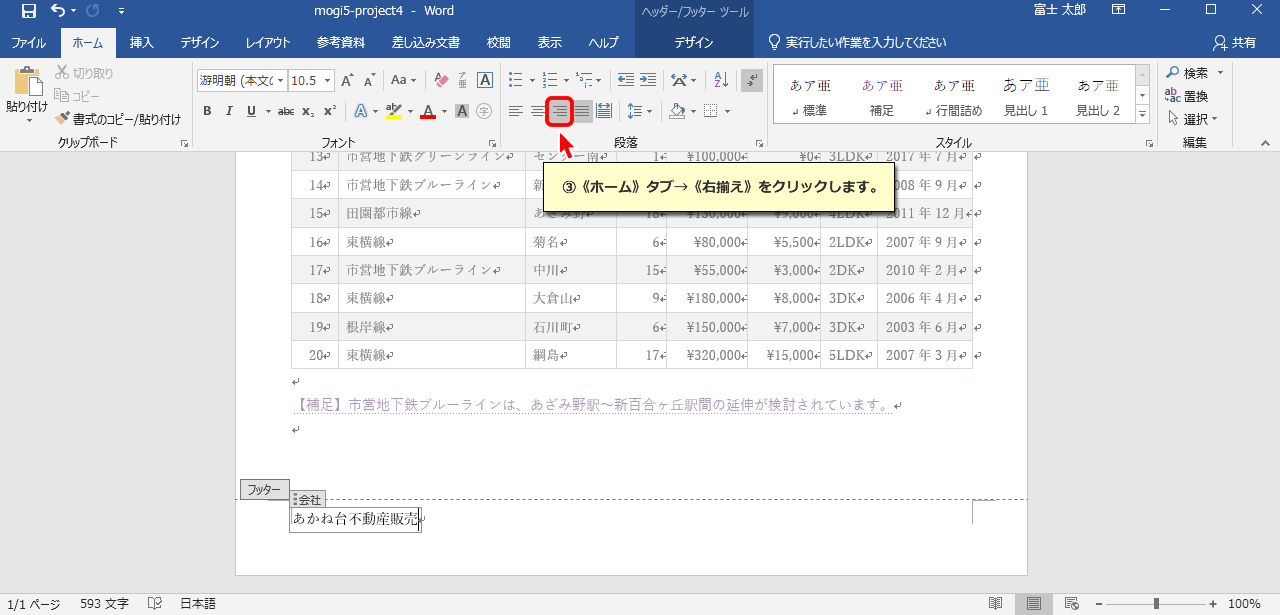 mogi5-project4 - Word
ヘッダー/フッター ツール
富士 太郎
ファイル ホーム 挿入 デザイン レイアウト 参考資料 差し込み文書 校閲 表示 ヘルプ デザイン 実行したい作業を入力してください 共有
貼り付け
切り取り
コピー
書式のコピー/貼り付け
クリップボード
游明朝 (本文の 10.5
フォント
段落
あア亜 あア亜 あア亜 あア亜 あア亜
↲標準 補足 ↲行間詰め 見出し 1 見出し 2
スタイル
検索
置換
選択
編集
③《ホーム》タブ→《右揃え》をクリックします。
13 市営地下鉄グリーンライン センター南 1 ¥100,000 ¥0 3LDK 2017 年 7 月
14 市営地下鉄ブルーライン 新 008 年 9 月
15 田園都市線 あざみ野 18 ¥130,000 ¥9,000 4LDK 2011 年 12 月
16 東横線 菊名 6 ¥80,000 ¥5,500 2LDK 2007 年 9 月
17 市営地下鉄ブルーライン 中川 15 ¥55,000 ¥3,000 2DK 2010 年 2 月
18 東横線 大倉山 9 ¥180,000 ¥8,000 3DK 2006 年 4 月
19 根岸線 石川町 6 ¥150,000 ¥7,000 3DK 2003 年 6 月
20 東横線 綱島 17 ¥320,000 ¥15,000 5LDK 2007 年 3 月
【補足】市営地下鉄ブルーラインは、あざみ野駅～新百合ヶ丘駅間の延伸が検討されています。
フッター
会社
あかね台不動産販売
1/1 ページ 593 文字 日本語 100%